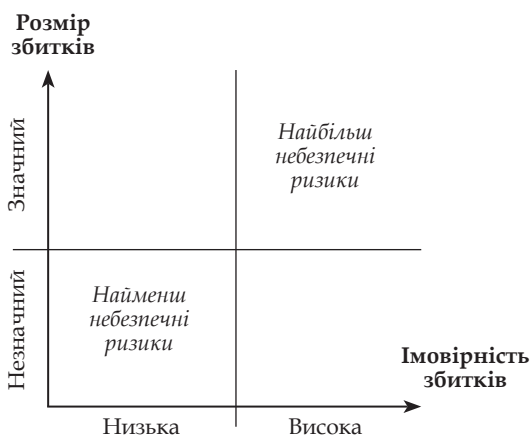 Розмір
збитків
Значний
Найбільш
небезпечні
ризики
Незначний
Найменш
небезпечні
ризики
Імовірність
збитків
Низька
Висока